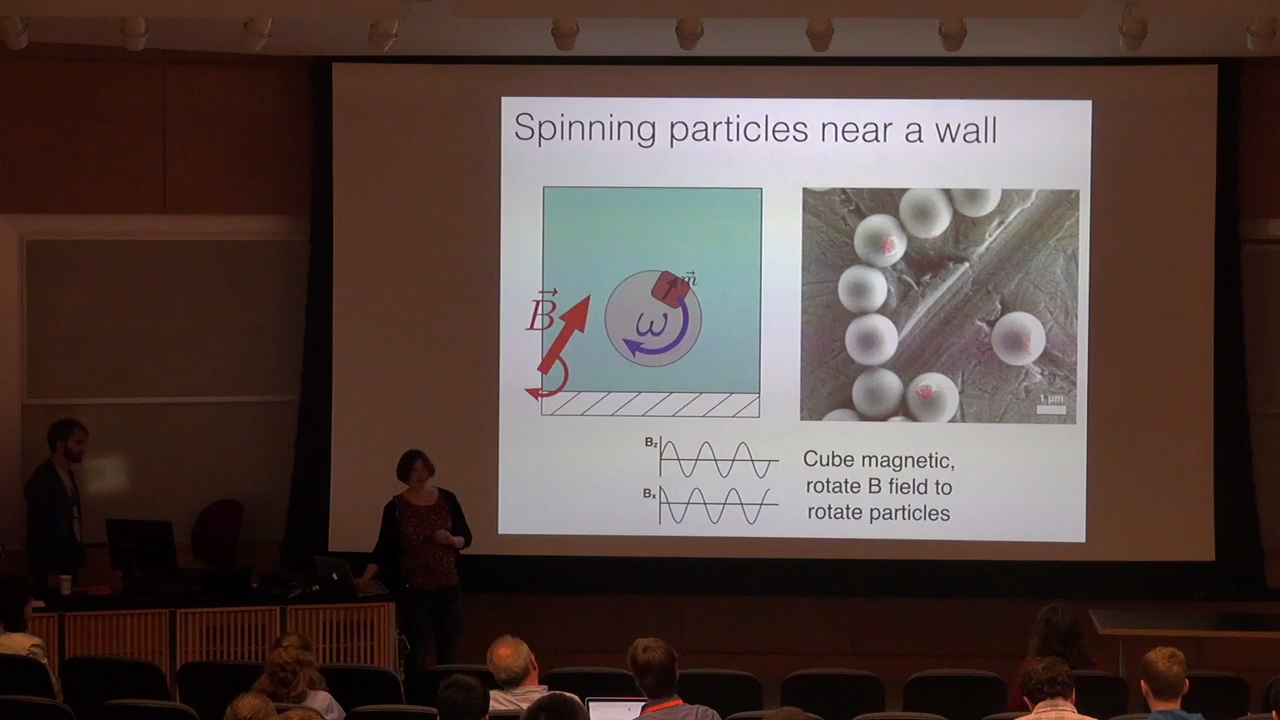 Spinning particles near a wall
B
m
ω
1 µm
Bz
Bx
Cube magnetic,
rotate B field to
rotate particles